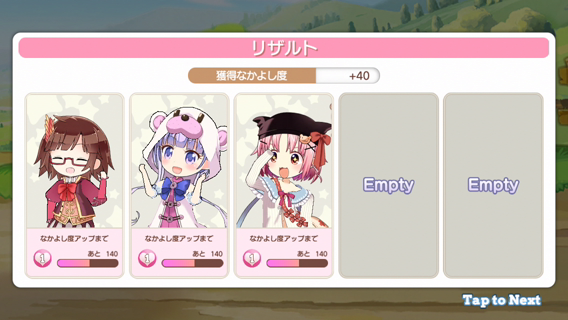 リザルト
獲得なかよし度 +40
なかよし度アップまで
1 あと 140
なかよし度アップまで
1 あと 140
なかよし度アップまで
1 あと 140
Empty
Empty
Tap to Next